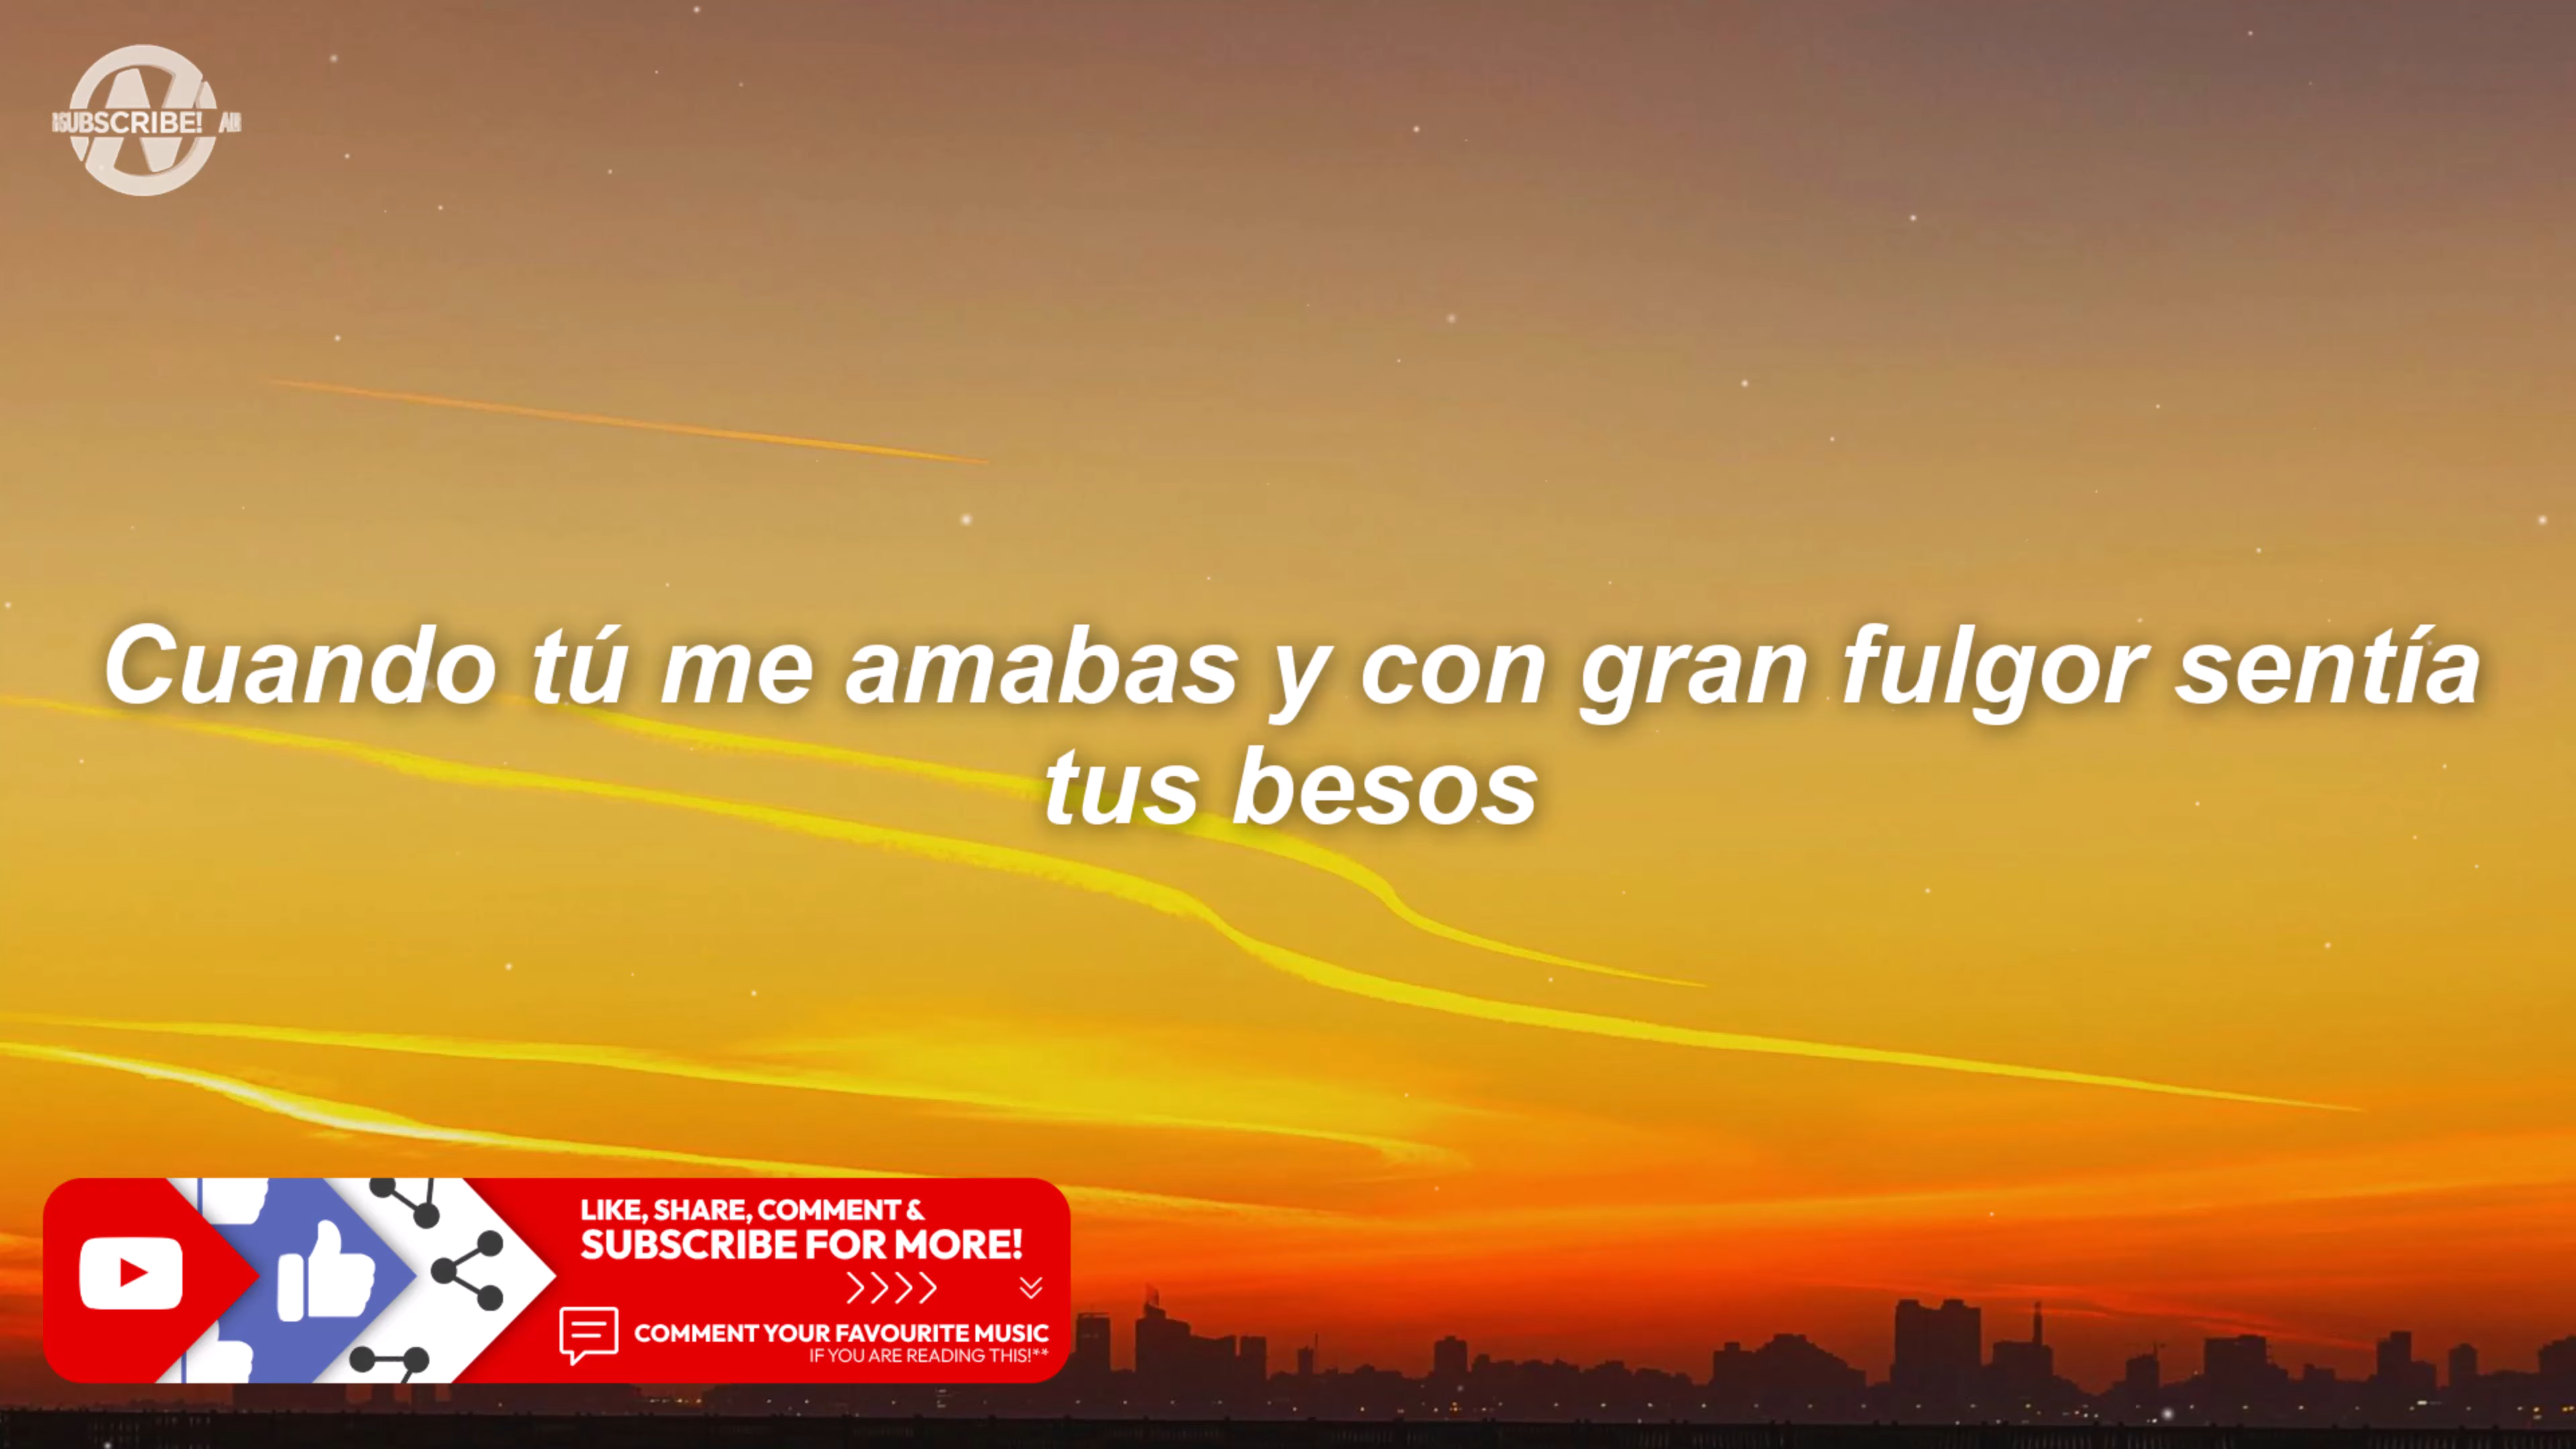 SUBSCRIBE!
Cuando tú me amabas y con gran fulgor sentía
tus besos
LIKE, SHARE, COMMENT &
SUBSCRIBE FOR MORE!
COMMENT YOUR FAVOURITE MUSIC
IF YOU ARE READING THIS!**